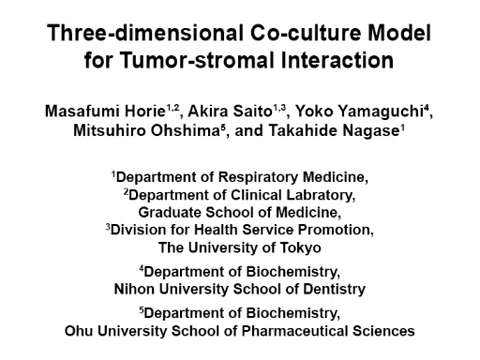 Three-dimensional Co-culture Model
for Tumor-stromal Interaction
Masafumi Horie¹,², Akira Saito¹,³, Yoko Yamaguchi⁴,
Mitsuhiro Ohshima⁵, and Takahide Nagase¹
¹Department of Respiratory Medicine,
²Department of Clinical Labratory,
Graduate School of Medicine,
³Division for Health Service Promotion,
The University of Tokyo
⁴Department of Biochemistry,
Nihon University School of Dentistry
⁵Department of Biochemistry,
Ohu University School of Pharmaceutical Sciences